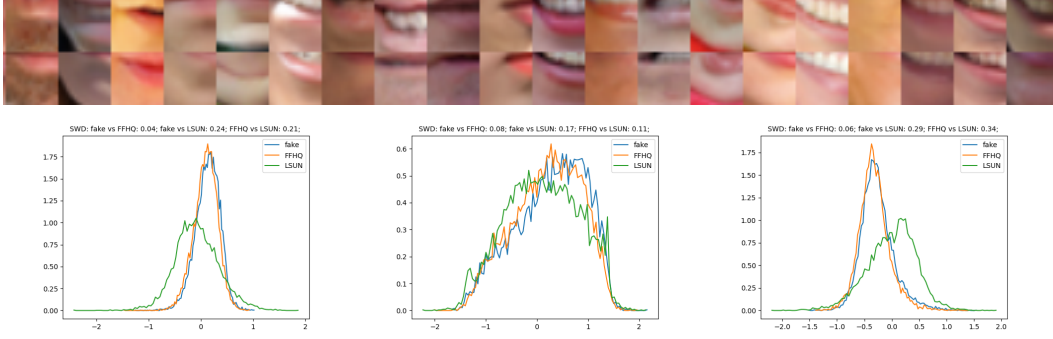 SWD: fake vs FFHQ: 0.04; fake vs LSUN: 0.24; FFHQ vs LSUN: 0.21;
fake
FFHQ
LSUN
1.75
1.50
1.25
1.00
0.75
0.50
0.25
0.00
−2 −1 0 1 2
SWD: fake vs FFHQ: 0.08; fake vs LSUN: 0.17; FFHQ vs LSUN: 0.11;
fake
FFHQ
LSUN
0.6
0.5
0.4
0.3
0.2
0.1
0.0
−2 −1 0 1 2
SWD: fake vs FFHQ: 0.06; fake vs LSUN: 0.29; FFHQ vs LSUN: 0.34;
fake
FFHQ
LSUN
1.75
1.50
1.25
1.00
0.75
0.50
0.25
0.00
−2.0 −1.5 −1.0 −0.5 0.0 0.5 1.0 1.5 2.0